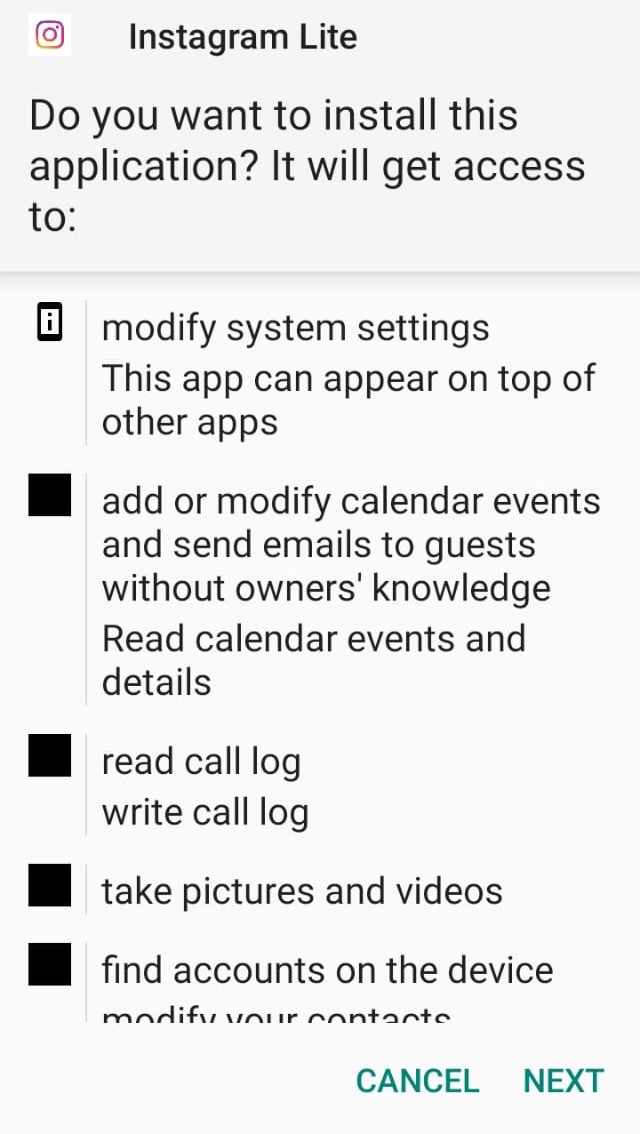 Instagram Lite
Do you want to install this
application? It will get access
to:
modify system settings
This app can appear on top of
other apps
add or modify calendar events
and send emails to guests
without owners' knowledge
Read calendar events and
details
read call log
write call log
take pictures and videos
find accounts on the device
modify your contacts
CANCEL
NEXT